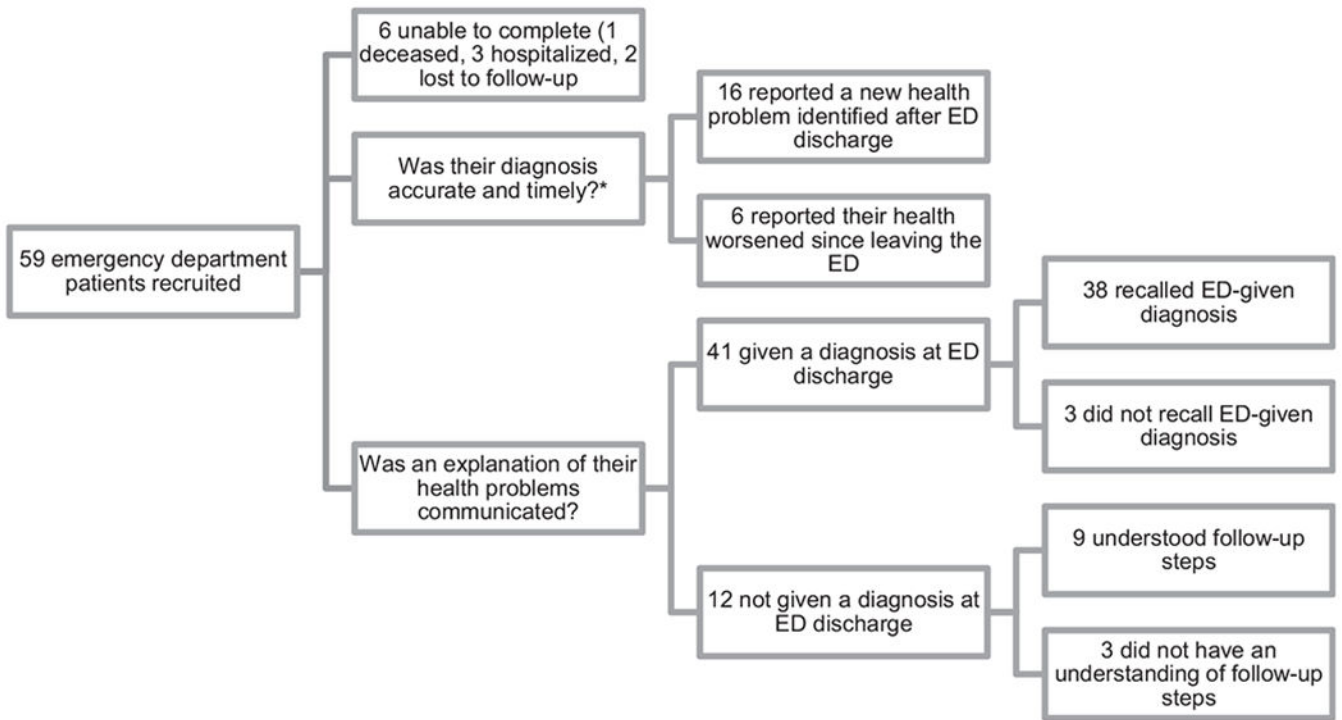 6 unable to complete (1
deceased, 3 hospitalized, 2
lost to follow-up
16 reported a new health
problem identified after ED
discharge
Was their diagnosis
accurate and timely?*
6 reported their health
worsened since leaving the
ED
59 emergency department
patients recruited
38 recalled ED-given
diagnosis
41 given a diagnosis at ED
discharge
3 did not recall ED-given
diagnosis
Was an explanation of their
health problems
communicated?
9 understood follow-up
steps
12 not given a diagnosis at
ED discharge
3 did not have an
understanding of follow-up
steps